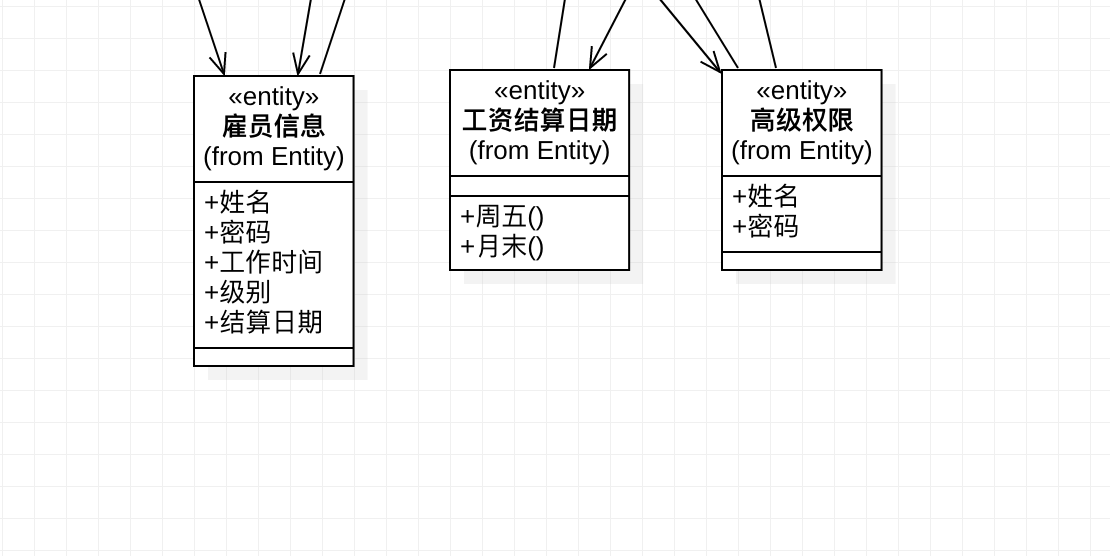 «entity»
雇员信息
(from Entity)
+姓名
+密码
+工作时间
+级别
+结算日期
«entity»
工资结算日期
(from Entity)
+周五()
+月末()
«entity»
高级权限
(from Entity)
+姓名
+密码